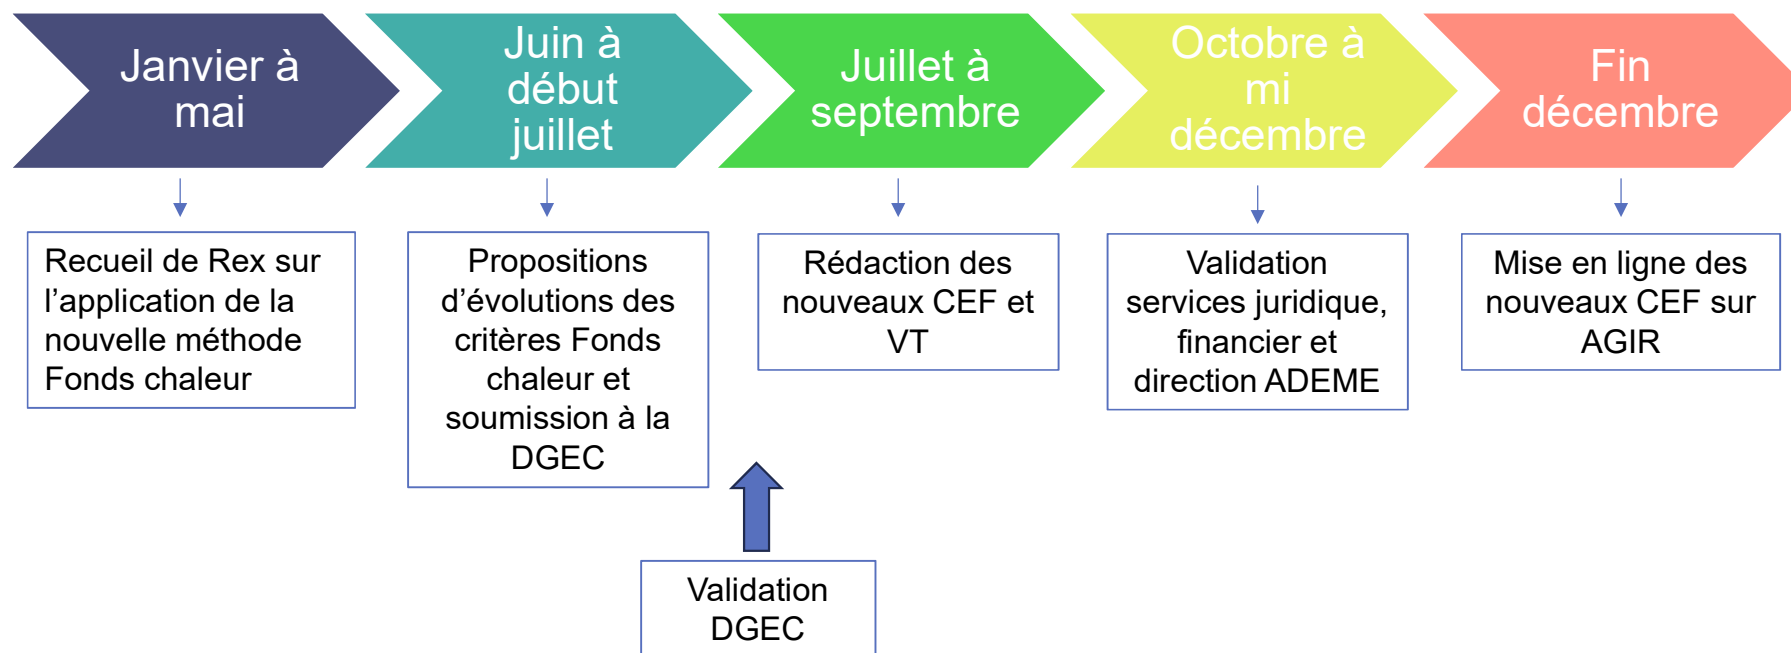 Janvier à
mai
Juin à
début
juillet
Juillet à
septembre
Octobre à
mi
décembre
Fin
décembre
Recueil de Rex sur
l’application de la
nouvelle méthode
Fonds chaleur
Propositions
d’évolutions des
critères Fonds
chaleur et
soumission à la
DGEC
Rédaction des
nouveaux CEF et
VT
Validation
services juridique,
financier et
direction ADEME
Mise en ligne des
nouveaux CEF sur
AGIR
Validation
DGEC